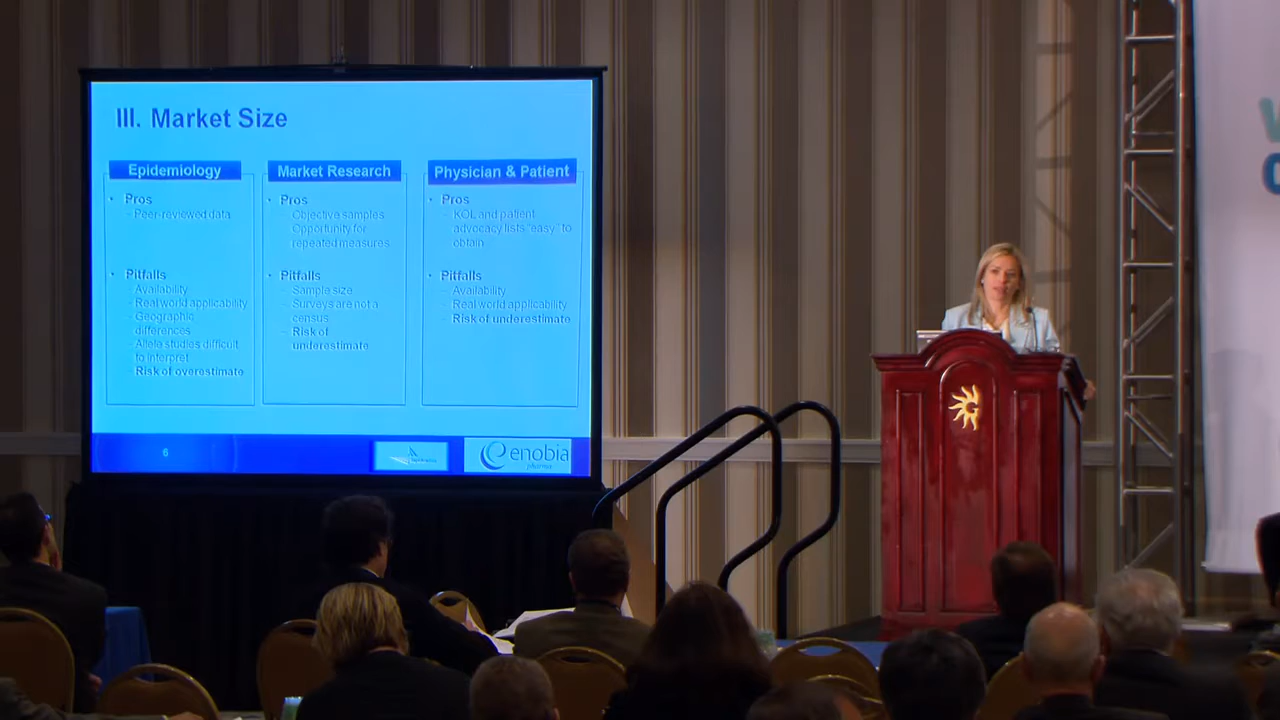 III. Market Size
Epidemiology
• Pros
– Peer-reviewed data
• Pitfalls
– Availability
– Real world applicability
– Geographic
differences
– Allele studies difficult
to interpret
– Risk of overestimate
Market Research
• Pros
– Objective samples
– Opportunity for
repeated measures
• Pitfalls
– Sample size
– Surveys are not a
census
– Risk of
underestimate
Physician & Patient
• Pros
– KOL and patient
advocacy lists "easy" to
obtain
• Pitfalls
– Availability
– Real world applicability
– Risk of underestimate
6
enobia
pharma